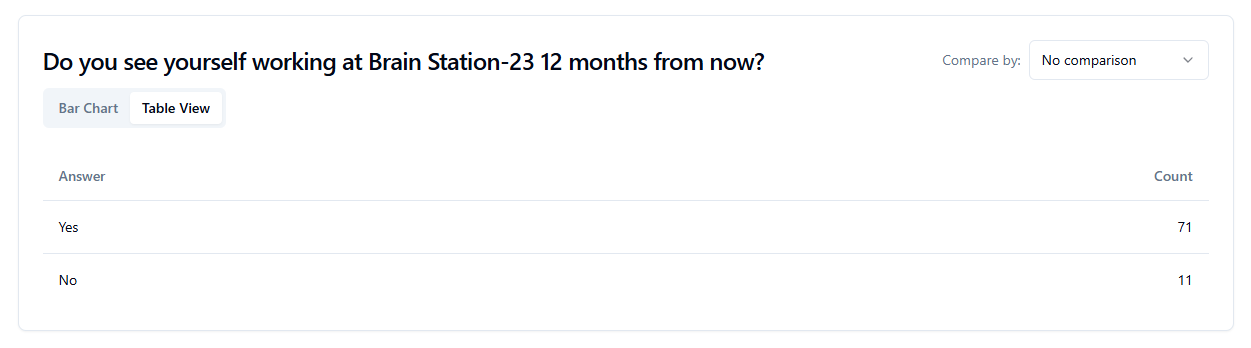 Do you see yourself working at Brain Station-23 12 months from now?
Compare by: No comparison
Bar Chart Table View
Answer Count
Yes 71
No 11